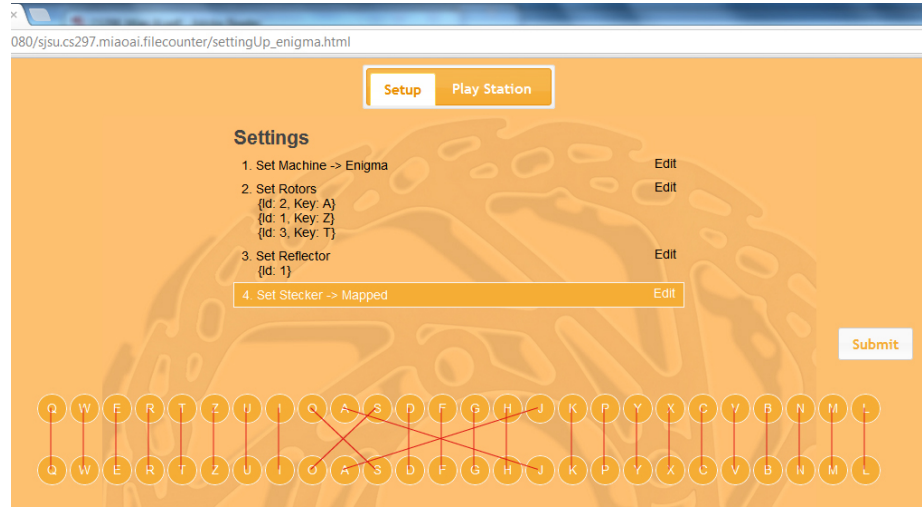 080/sjsu.cs297.miaoai.filecounter/settingUp_enigma.html
Setup Play Station
Settings
1. Set Machine -> Enigma Edit
2. Set Rotors Edit
{Id: 2, Key: A}
{Id: 1, Key: Z}
{Id: 3, Key: T}
3. Set Reflector Edit
{Id: 1}
4. Set Stecker -> Mapped Edit
Submit
Q W E R T Z U I O A S D F G H J K P Y X C V B N M L
Q W E R T Z U I O A S D F G H J K P Y X C V B N M L